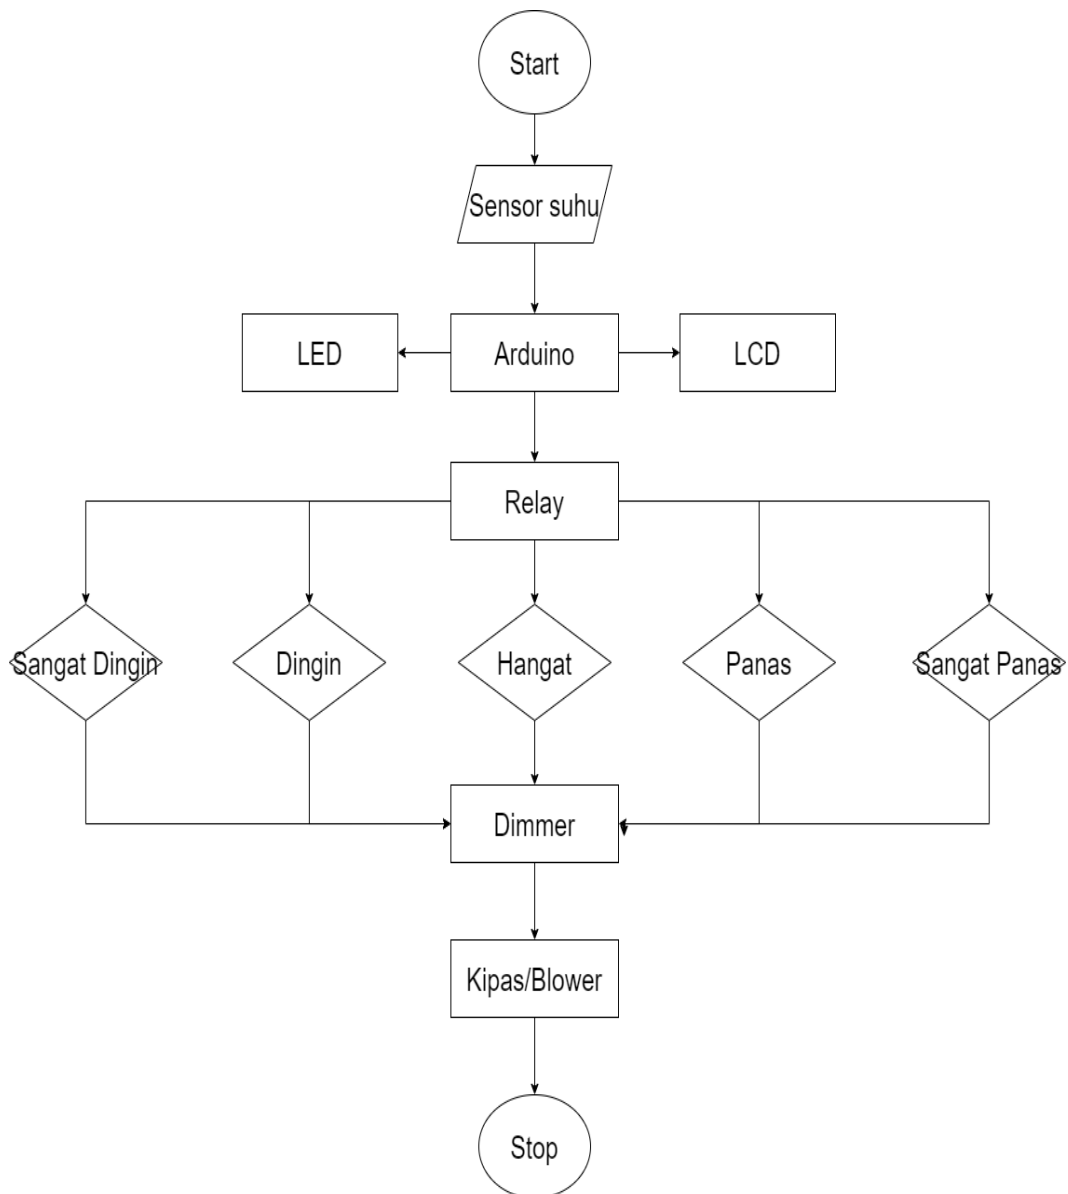 Start
Sensor suhu
LED
Arduino
LCD
Relay
Sangat Dingin
Dingin
Hangat
Panas
Sangat Panas
Dimmer
Kipas/Blower
Stop